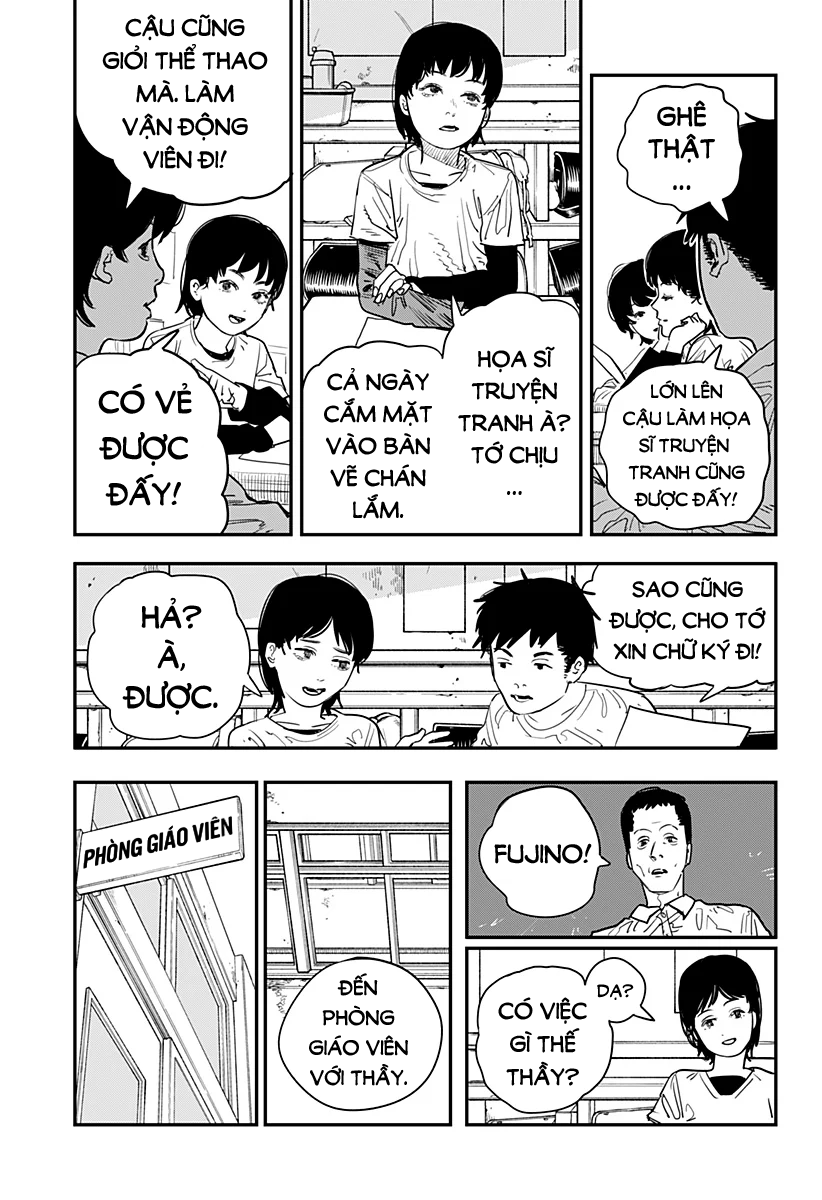 GHÊ
THẬT
...
LỚN LÊN
CẬU LÀM HỌA
SĨ TRUYỆN
TRANH CŨNG
ĐƯỢC ĐẤY!
HỌA SĨ
TRUYỆN
TRANH À?
TỚ CHỊU
...
CẢ NGÀY
CẮM MẶT
VÀO BÀN
VẼ CHÁN
LẮM.
CẬU CŨNG
GIỎI THỂ THAO
MÀ. LÀM
VẬN ĐỘNG
VIÊN ĐI!
CÓ VẺ
ĐƯỢC
ĐẤY!
SAO CŨNG
ĐƯỢC, CHO TỚ
XIN CHỮ KÝ ĐI!
HẢ?
À,
ĐƯỢC.
FUJINO!
DẠ?
CÓ VIỆC
GÌ THẾ
THẦY?
ĐẾN
PHÒNG
GIÁO VIÊN
VỚI THẦY.
PHÒNG GIÁO VIÊN